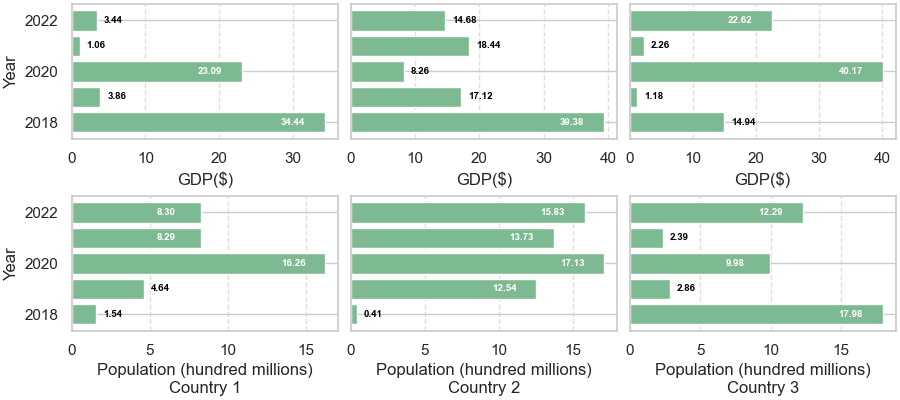 2022
2020
2018
Year
3.44
1.06
23.09
3.86
34.44
0 10 20 30
GDP($)
14.68
18.44
8.26
17.12
39.38
0 10 20 30 40
GDP($)
22.62
2.26
40.17
1.18
14.94
0 10 20 30 40
GDP($)
2022
2020
2018
Year
8.30
8.29
16.26
4.64
1.54
0 5 10 15
Population (hundred millions)
Country 1
15.83
13.73
17.13
12.54
0.41
0 5 10 15
Population (hundred millions)
Country 2
12.29
2.39
9.98
2.86
17.98
0 5 10 15
Population (hundred millions)
Country 3